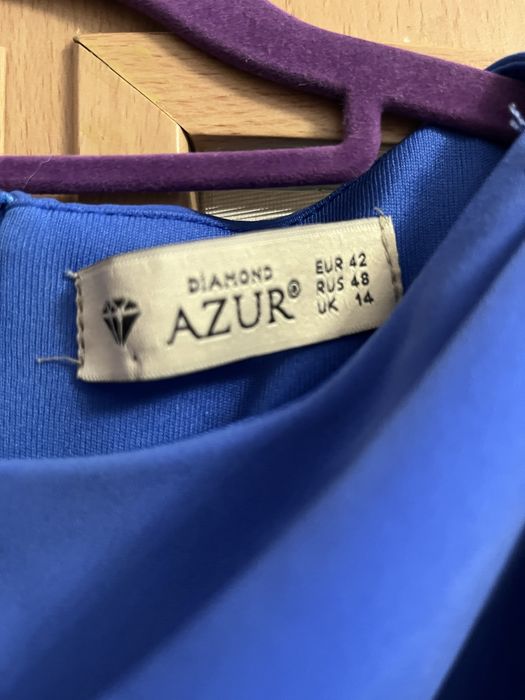 DiAMOND
AZUR®
EUR 42
RUS 48
UK 14